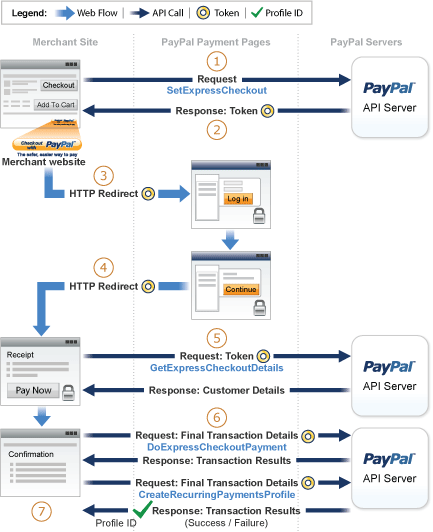 Legend: Web Flow API Call Token Profile ID
Merchant Site PayPal Payment Pages PayPal Servers
1
Checkout
Add To Cart
Request
SetExpressCheckout
PayPal
API Server
Response: Token
2
Checkout with PayPal
The safer, easier way to pay
Merchant website
3
HTTP Redirect
Log in
4
HTTP Redirect
Continue
5
Receipt
Pay Now
Request: Token
GetExpressCheckoutDetails
Response: Customer Details
PayPal
API Server
6
Confirmation
Request: Final Transaction Details
DoExpressCheckoutPayment
Response: Transaction Results
Request: Final Transaction Details
CreateRecurringPaymentsProfile
PayPal
API Server
7
Response: Transaction Results
Profile ID
(Success / Failure)